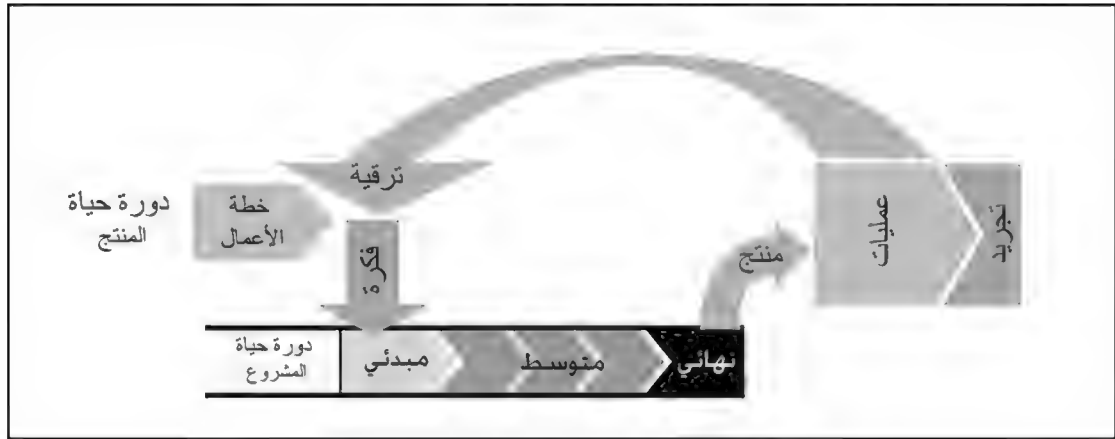 ترقية
دورة حياة
المنتج
خطة
الأعمال
فكرة
منتج
عمليات
تجريد
دورة حياة
المشروع
مبدئي
متوسط
نهائي